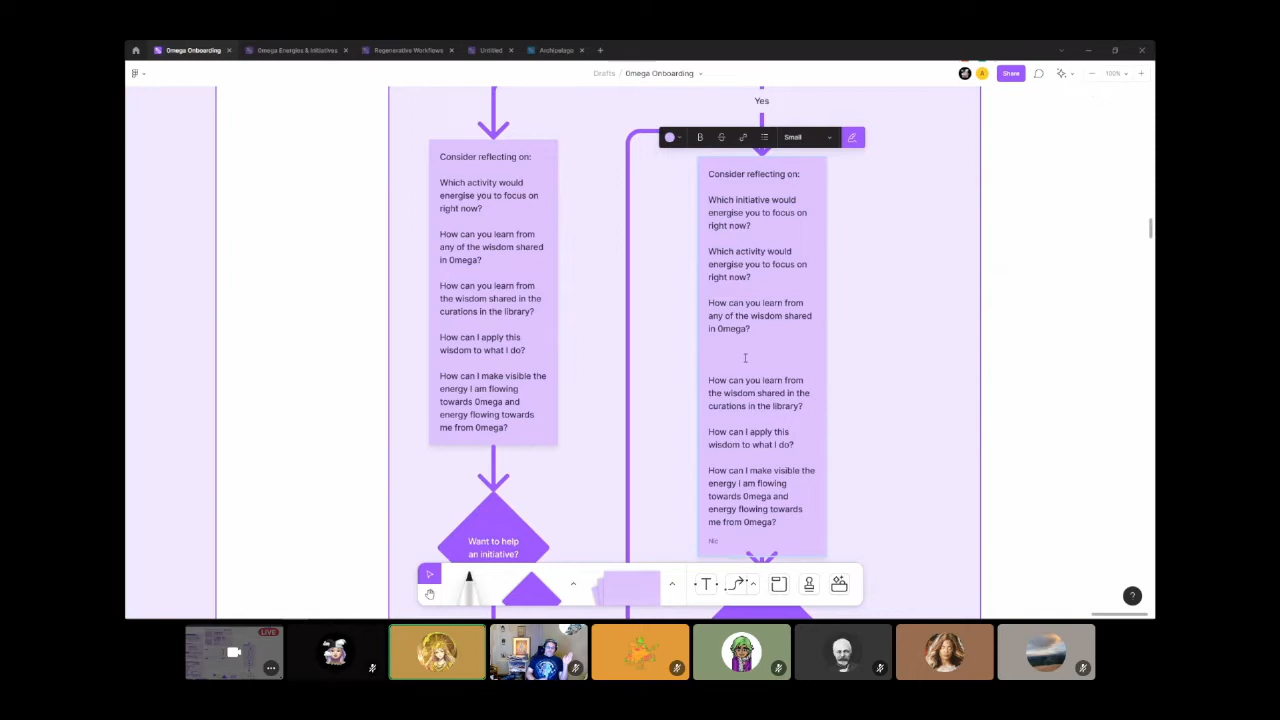 0mega Onboarding
0mega Energies & Initiatives
Regenerative Workflows
Untitled
Archipelago
Drafts / 0mega Onboarding
A
Share
100%
Yes
B
S
Small
Consider reflecting on:
Which activity would
energise you to focus on
right now?
How can you learn from
any of the wisdom shared
in 0mega?
How can you learn from
the wisdom shared in the
curations in the library?
How can I apply this
wisdom to what I do?
How can I make visible the
energy I am flowing
towards 0mega and
energy flowing towards
me from 0mega?
Want to help
an initiative?
Consider reflecting on:
Which initiative would
energise you to focus on
right now?
Which activity would
energise you to focus on
right now?
How can you learn from
any of the wisdom shared
in 0mega?
How can you learn from
the wisdom shared in the
curations in the library?
How can I apply this
wisdom to what I do?
How can I make visible the
energy I am flowing
towards 0mega and
energy flowing towards
me from 0mega?
Nic
T
?
LIVE